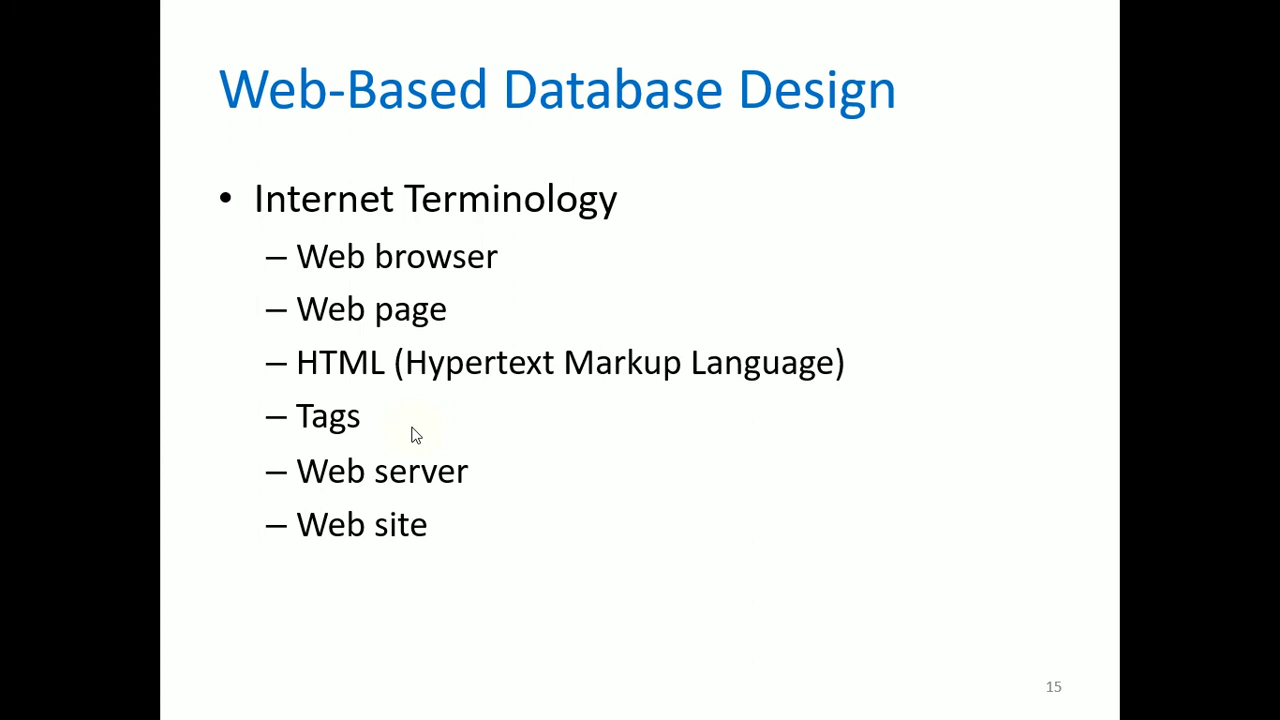 Web-Based Database Design
• Internet Terminology
– Web browser
– Web page
– HTML (Hypertext Markup Language)
– Tags
– Web server
– Web site
15